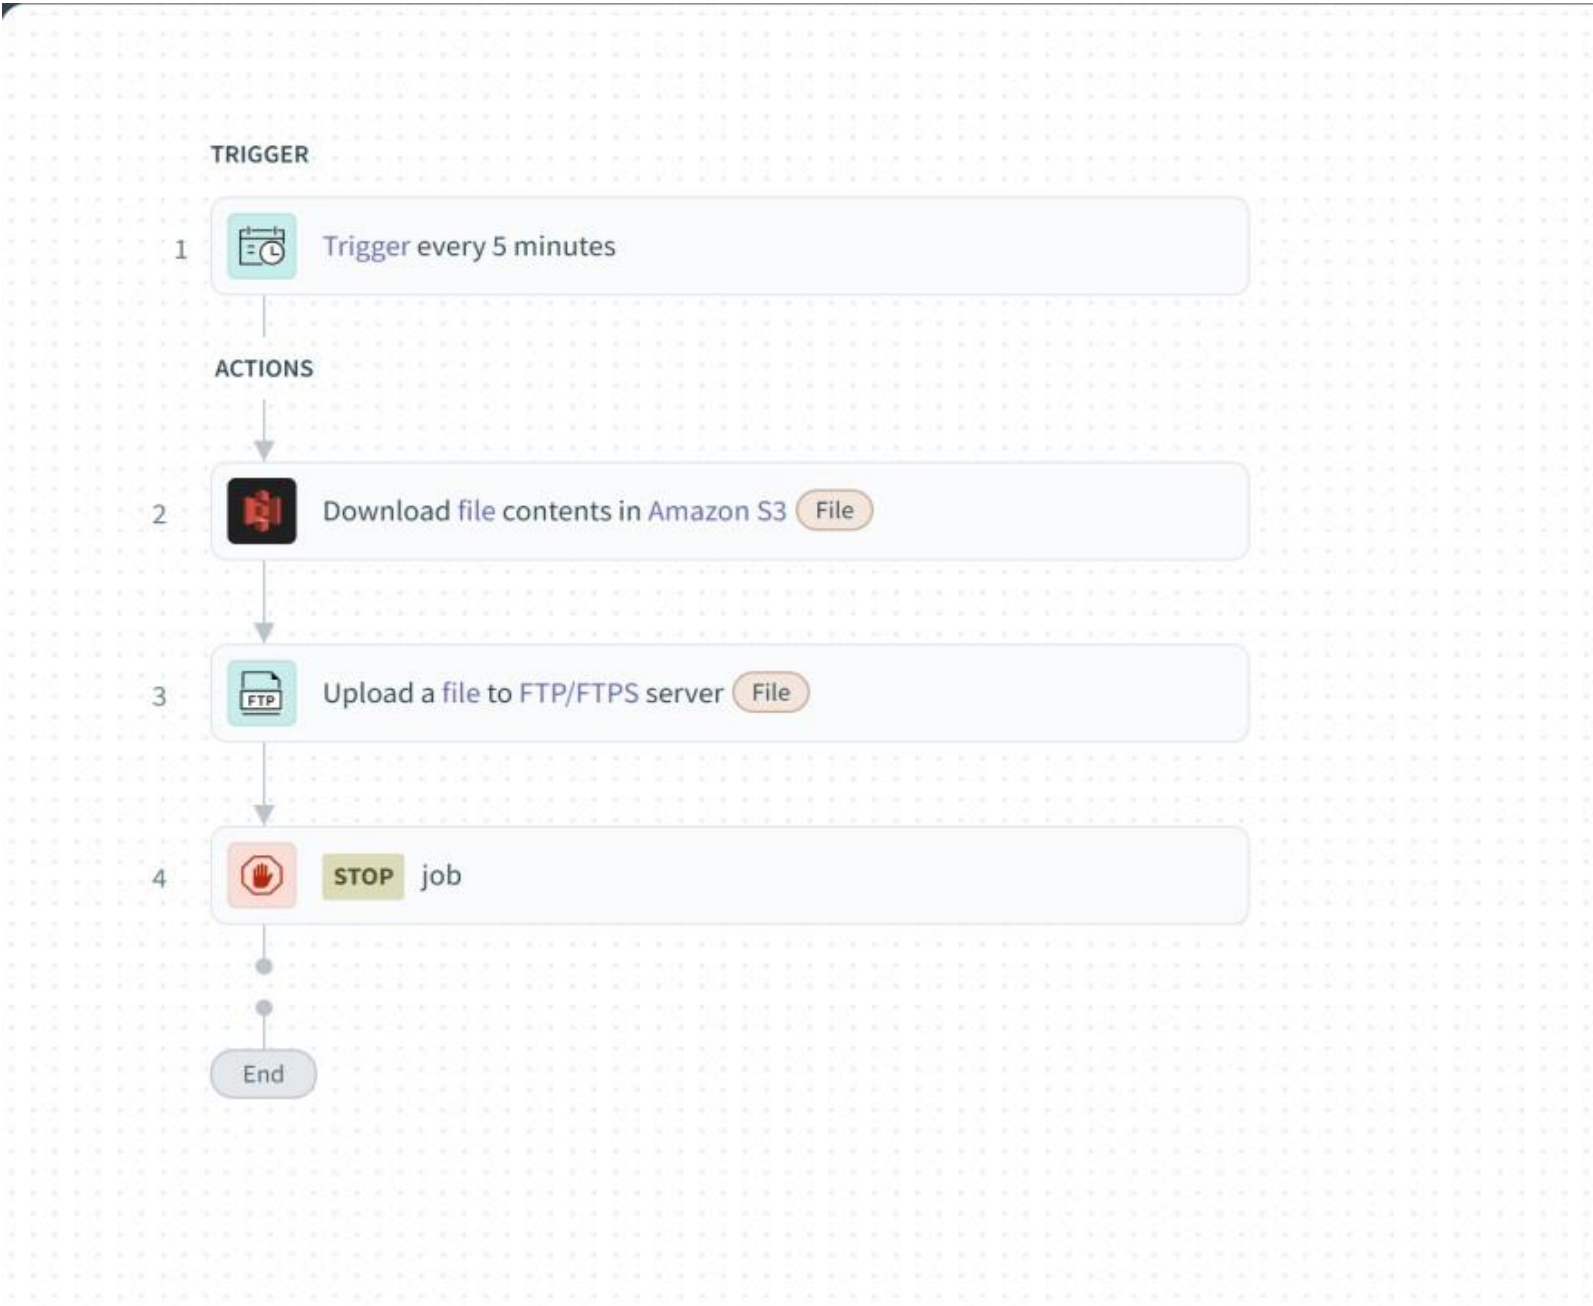 TRIGGER
1 Trigger every 5 minutes
ACTIONS
2 Download file contents in Amazon S3 File
3 FTP Upload a file to FTP/FTPS server File
4 STOP job
End